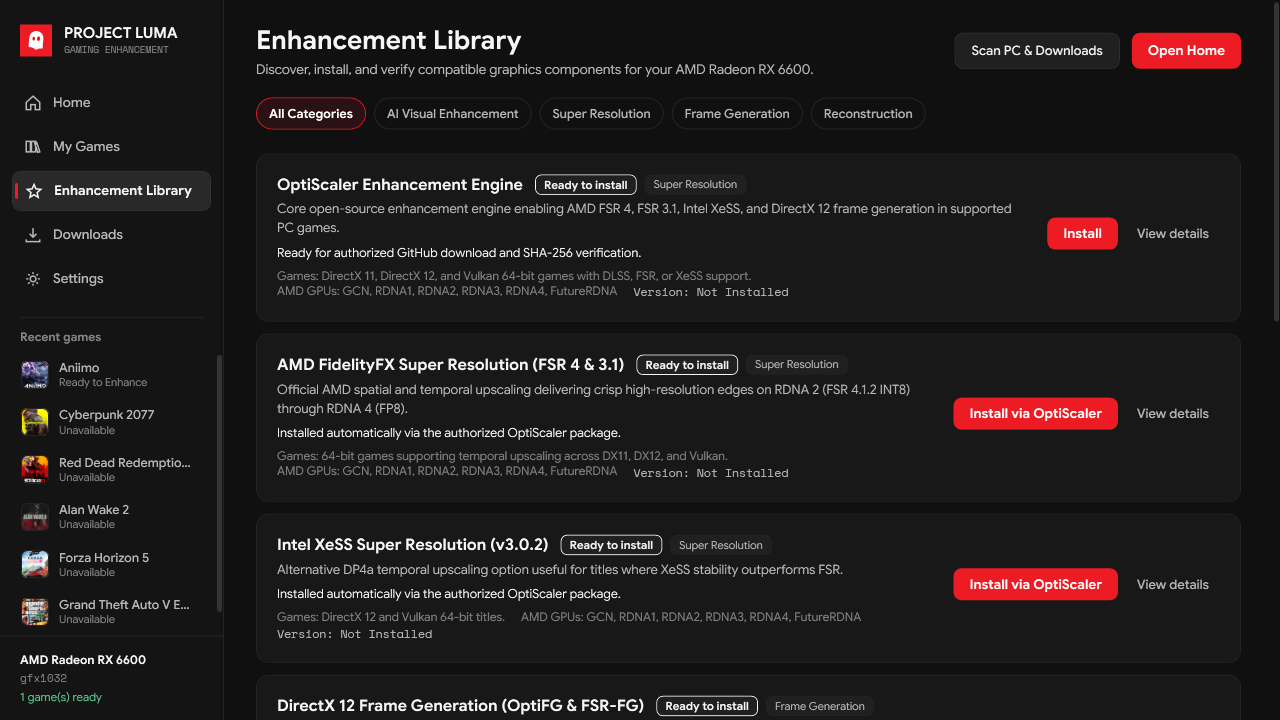 PROJECT LUMA
GAMING ENHANCEMENT
Home
My Games
Enhancement Library
Downloads
Settings
Recent games
Aniimo
Ready to Enhance
Cyberpunk 2077
Unavailable
Red Dead Redemptio...
Unavailable
Alan Wake 2
Unavailable
Forza Horizon 5
Unavailable
Grand Theft Auto V E...
Unavailable
AMD Radeon RX 6600
gfx1032
1 game(s) ready
Enhancement Library
Discover, install, and verify compatible graphics components for your AMD Radeon RX 6600.
Scan PC & Downloads
Open Home
All Categories
AI Visual Enhancement
Super Resolution
Frame Generation
Reconstruction
OptiScaler Enhancement Engine
Ready to install
Super Resolution
Core open-source enhancement engine enabling AMD FSR 4, FSR 3.1, Intel XeSS, and DirectX 12 frame generation in supported
PC games.
Ready for authorized GitHub download and SHA-256 verification.
Games: DirectX 11, DirectX 12, and Vulkan 64-bit games with DLSS, FSR, or XeSS support.
AMD GPUs: GCN, RDNA1, RDNA2, RDNA3, RDNA4, FutureRDNA
Version: Not Installed
Install
View details
AMD FidelityFX Super Resolution (FSR 4 & 3.1)
Ready to install
Super Resolution
Official AMD spatial and temporal upscaling delivering crisp high-resolution edges on RDNA 2 (FSR 4.1.2 INT8)
through RDNA 4 (FP8).
Installed automatically via the authorized OptiScaler package.
Games: 64-bit games supporting temporal upscaling across DX11, DX12, and Vulkan.
AMD GPUs: GCN, RDNA1, RDNA2, RDNA3, RDNA4, FutureRDNA
Version: Not Installed
Install via OptiScaler
View details
Intel XeSS Super Resolution (v3.0.2)
Ready to install
Super Resolution
Alternative DP4a temporal upscaling option useful for titles where XeSS stability outperforms FSR.
Installed automatically via the authorized OptiScaler package.
Games: DirectX 12 and Vulkan 64-bit titles.
AMD GPUs: GCN, RDNA1, RDNA2, RDNA3, RDNA4, FutureRDNA
Version: Not Installed
Install via OptiScaler
View details
DirectX 12 Frame Generation (OptiFG & FSR-FG)
Ready to install
Frame Generation